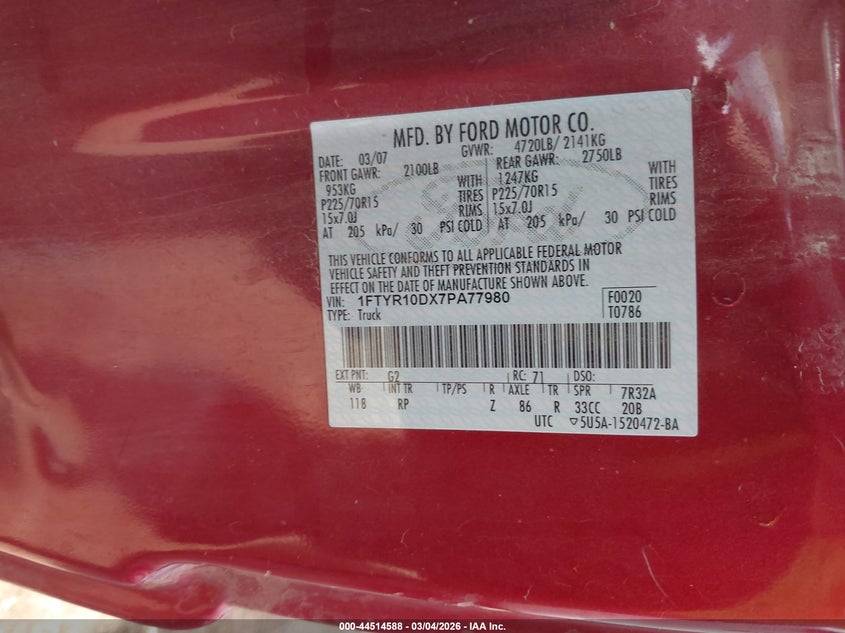 MFD. BY FORD MOTOR CO.
DATE: 03/07 GVWR: 4720LB/ 2141KG
FRONT GAWR: 2100LB REAR GAWR: 2750LB
953KG WITH 1247KG WITH
P225/70R15 TIRES P225/70R15 TIRES
15x7.0J RIMS 15x7.0J RIMS
AT 205 kPa/ 30 PSI COLD AT 205 kPa/ 30 PSI COLD
THIS VEHICLE CONFORMS TO ALL APPLICABLE FEDERAL MOTOR
VEHICLE SAFETY AND THEFT PREVENTION STANDARDS IN
EFFECT ON THE DATE OF MANUFACTURE SHOWN ABOVE.
VIN: 1FTYR10DX7PA77980 F0020
TYPE: Truck T0786
EXT PNT: G2 RC: 71 DSO:
WB INT TR TP/PS R AXLE TR SPR 7R32A
118 RP Z 86 R 33CC 20B
UTC ▽5U5A-1520472-BA
000-44514588 - 03/04/2026 - IAA Inc.